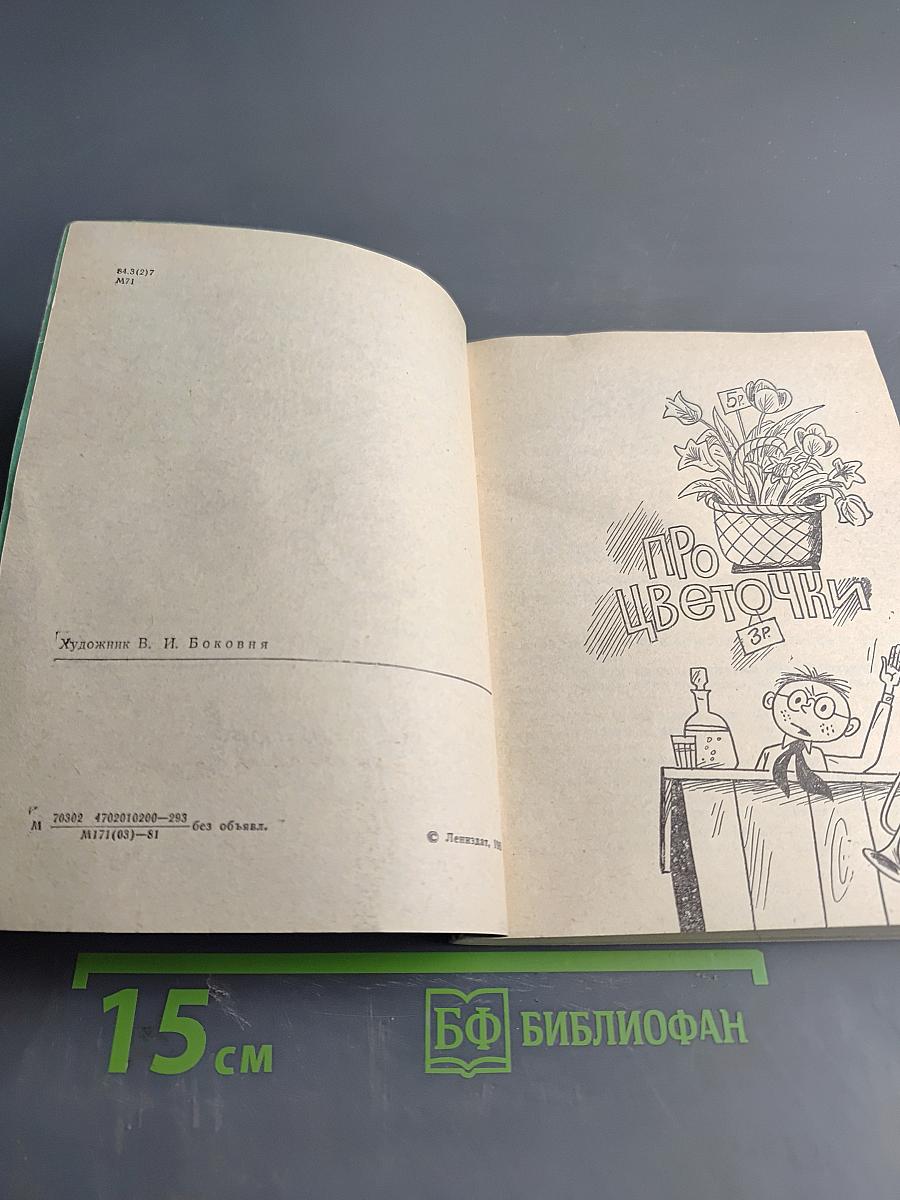 84.3(2)7
М71
Художник В. И. Боковня
М 70302 4702010200—293
М171(03)—81
без объявл.
© Лениздат,
5Р.
ПРО
ЦВЕТОЧКИ
3Р.
15 см
БФ БИБЛИОФАН